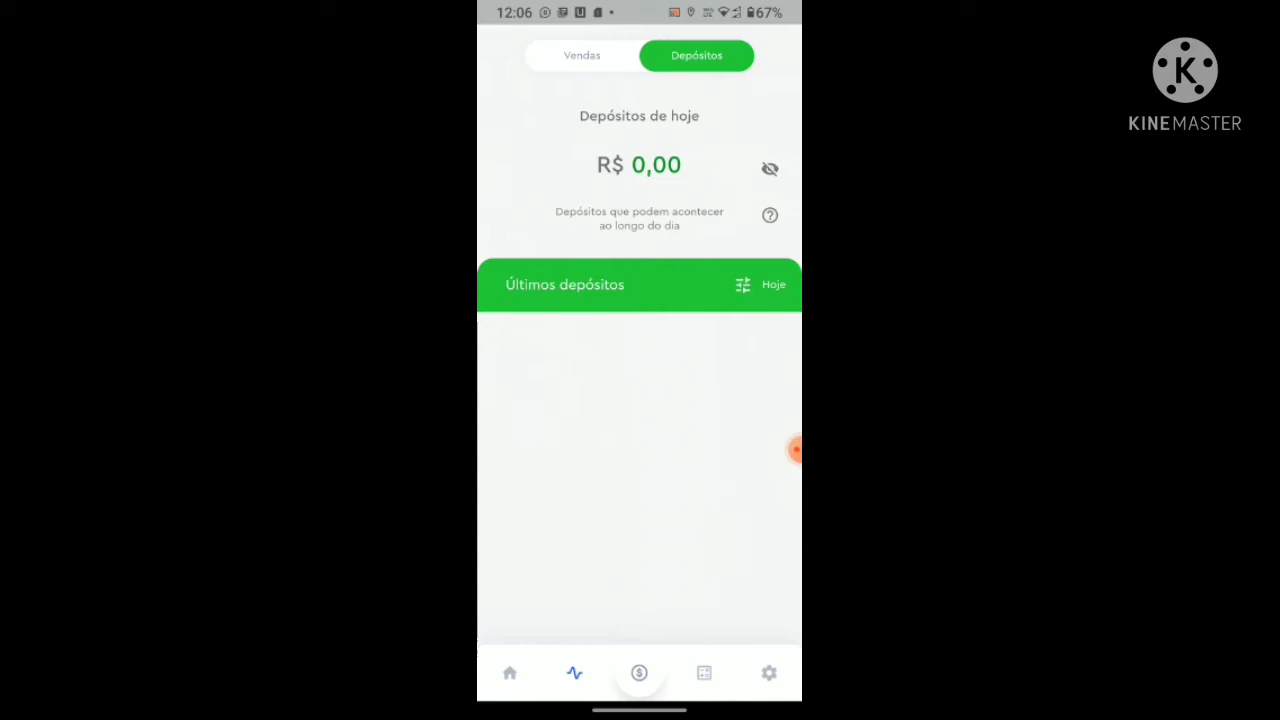 12:06
67%
Vendas
Depósitos
Depósitos de hoje
R$ 0,00
Depósitos que podem acontecer
ao longo do dia
Últimos depósitos
Hoje
K
KINEMASTER